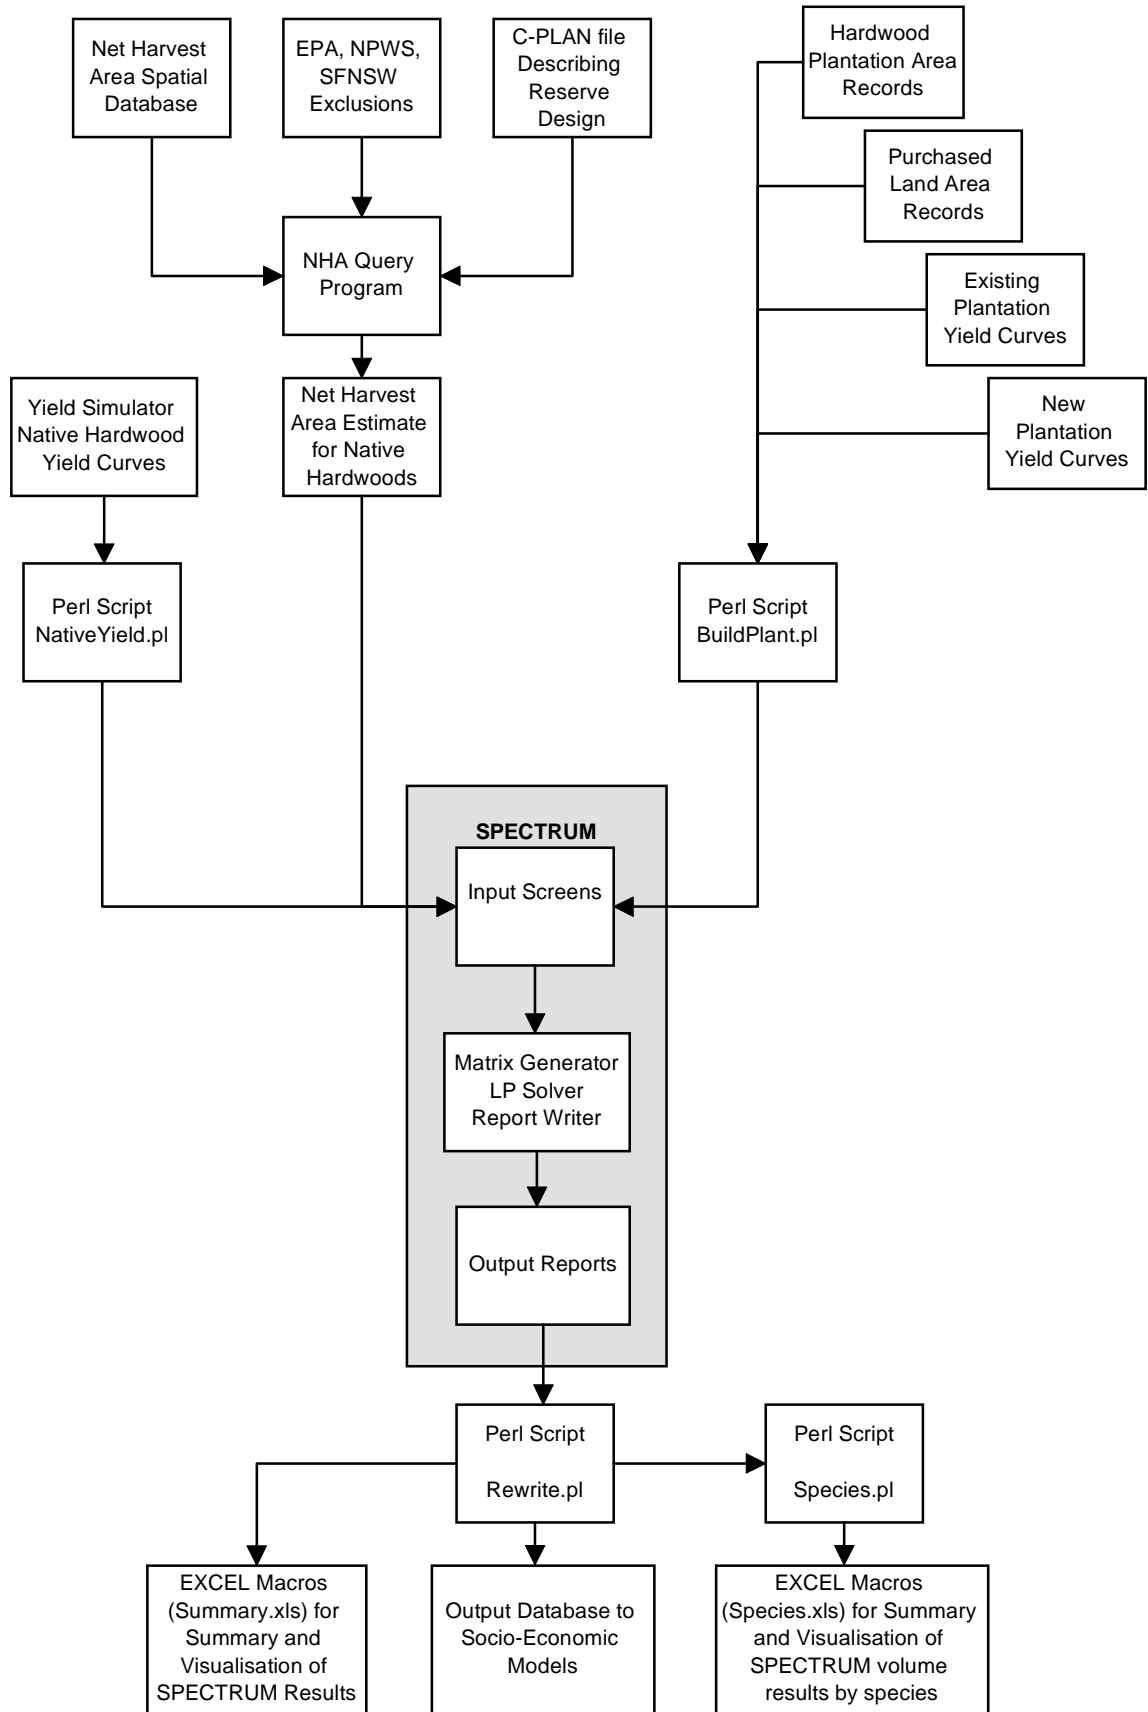 Net Harvest
Area Spatial
Database
EPA, NPWS,
SFNSW
Exclusions
C-PLAN file
Describing
Reserve
Design
Hardwood
Plantation Area
Records
Purchased
Land Area
Records
Existing
Plantation
Yield Curves
New
Plantation
Yield Curves
NHA Query
Program
Yield Simulator
Native Hardwood
Yield Curves
Net Harvest
Area Estimate
for Native
Hardwoods
Perl Script
NativeYield.pl
Perl Script
BuildPlant.pl
SPECTRUM
Input Screens
Matrix Generator
LP Solver
Report Writer
Output Reports
Perl Script
Rewrite.pl
Perl Script
Species.pl
EXCEL Macros
(Summary.xls) for
Summary and
Visualisation of
SPECTRUM Results
Output Database to
Socio-Economic
Models
EXCEL Macros
(Species.xls) for Summary
and Visualisation of
SPECTRUM volume
results by species